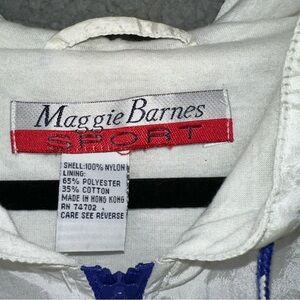 Maggie Barnes
SPORT
SHELL:100% NYLON
LINING:
65% POLYESTER
35% COTTON
MADE IN HONG KONG
RN 74702
CARE SEE REVERSE